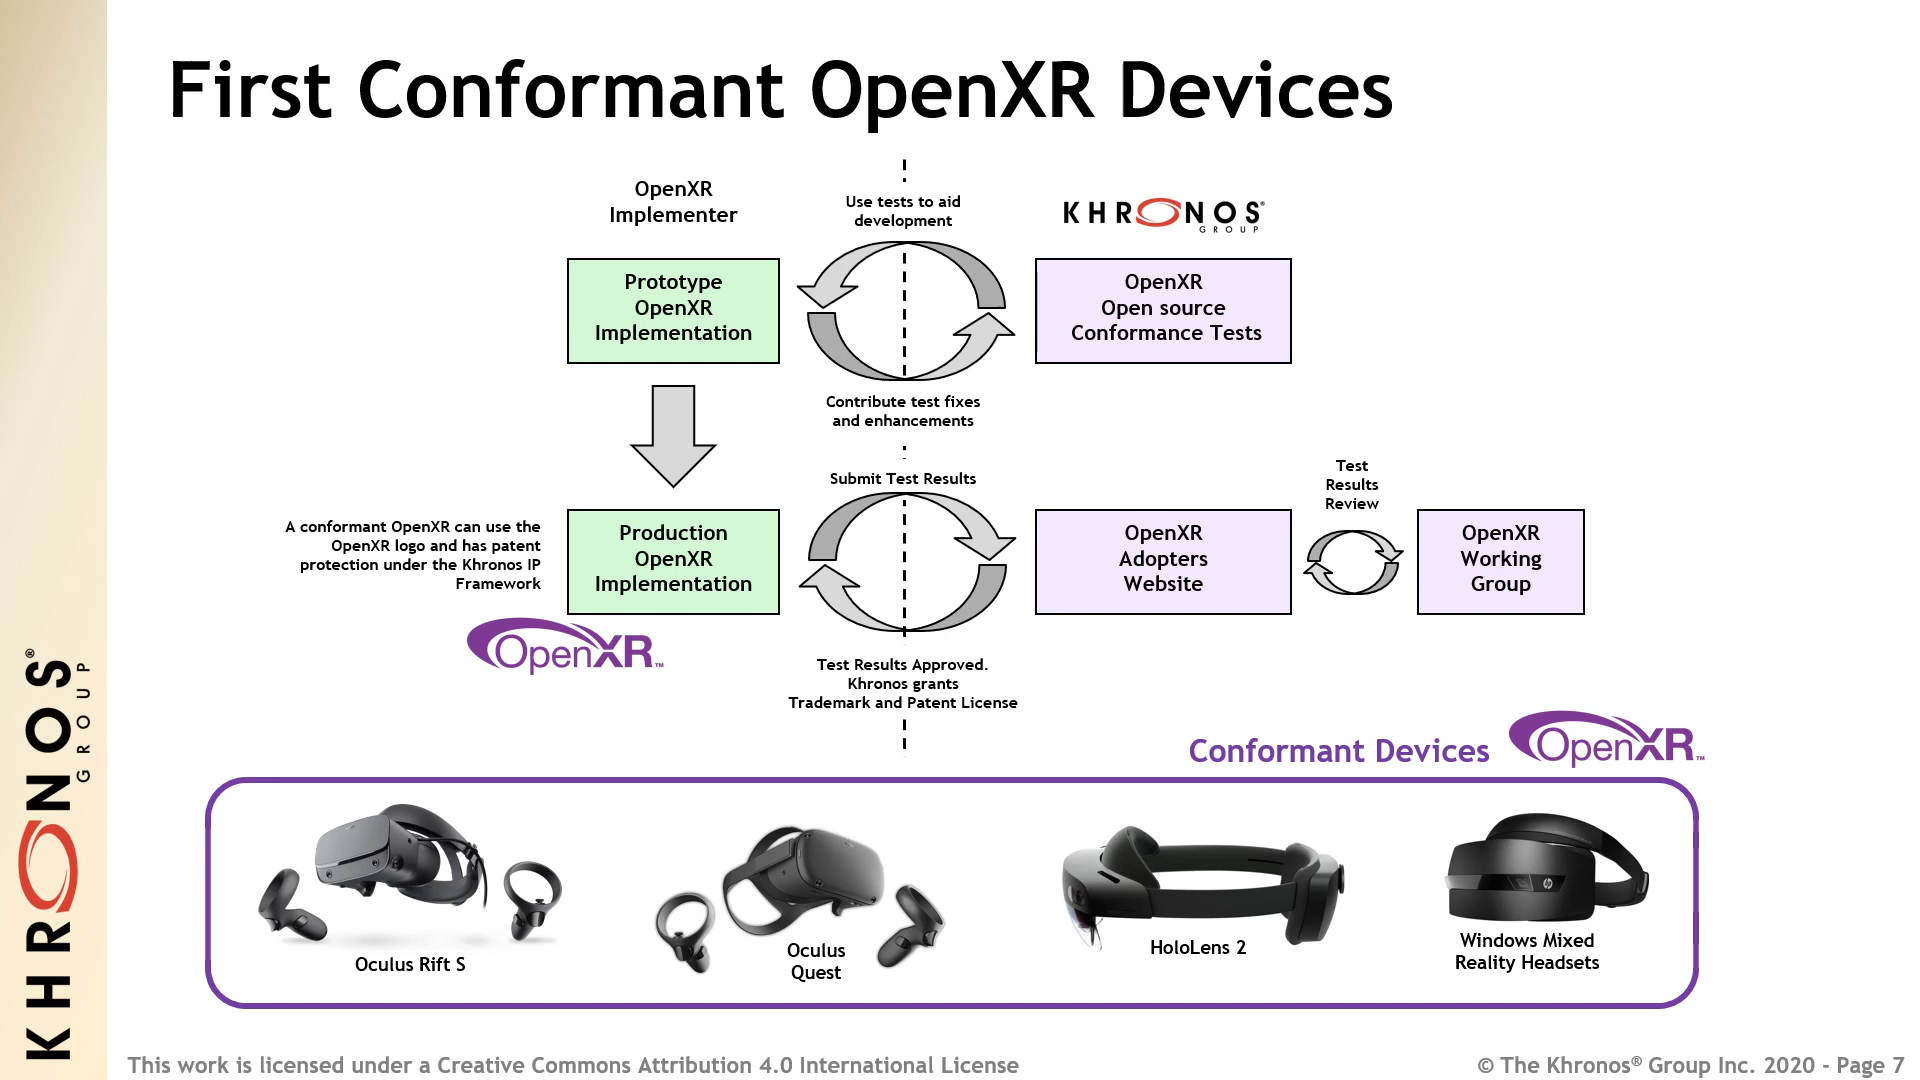 First Conformant OpenXR Devices
OpenXR
Implementer
Use tests to aid
development
KHRONOS®
GROUP
Prototype
OpenXR
Implementation
OpenXR
Open source
Conformance Tests
Contribute test fixes
and enhancements
Submit Test Results
Test
Results
Review
A conformant OpenXR can use the
OpenXR logo and has patent
protection under the Khronos IP
Framework
Production
OpenXR
Implementation
OpenXR
Adopters
Website
OpenXR
Working
Group
OpenXR™
Test Results Approved.
Khronos grants
Trademark and Patent License
Conformant Devices
OpenXR™
Oculus Rift S
Oculus
Quest
HoloLens 2
hp
Windows Mixed
Reality Headsets
KHRONOS®
GROUP
This work is licensed under a Creative Commons Attribution 4.0 International License
© The Khronos® Group Inc. 2020 - Page 7